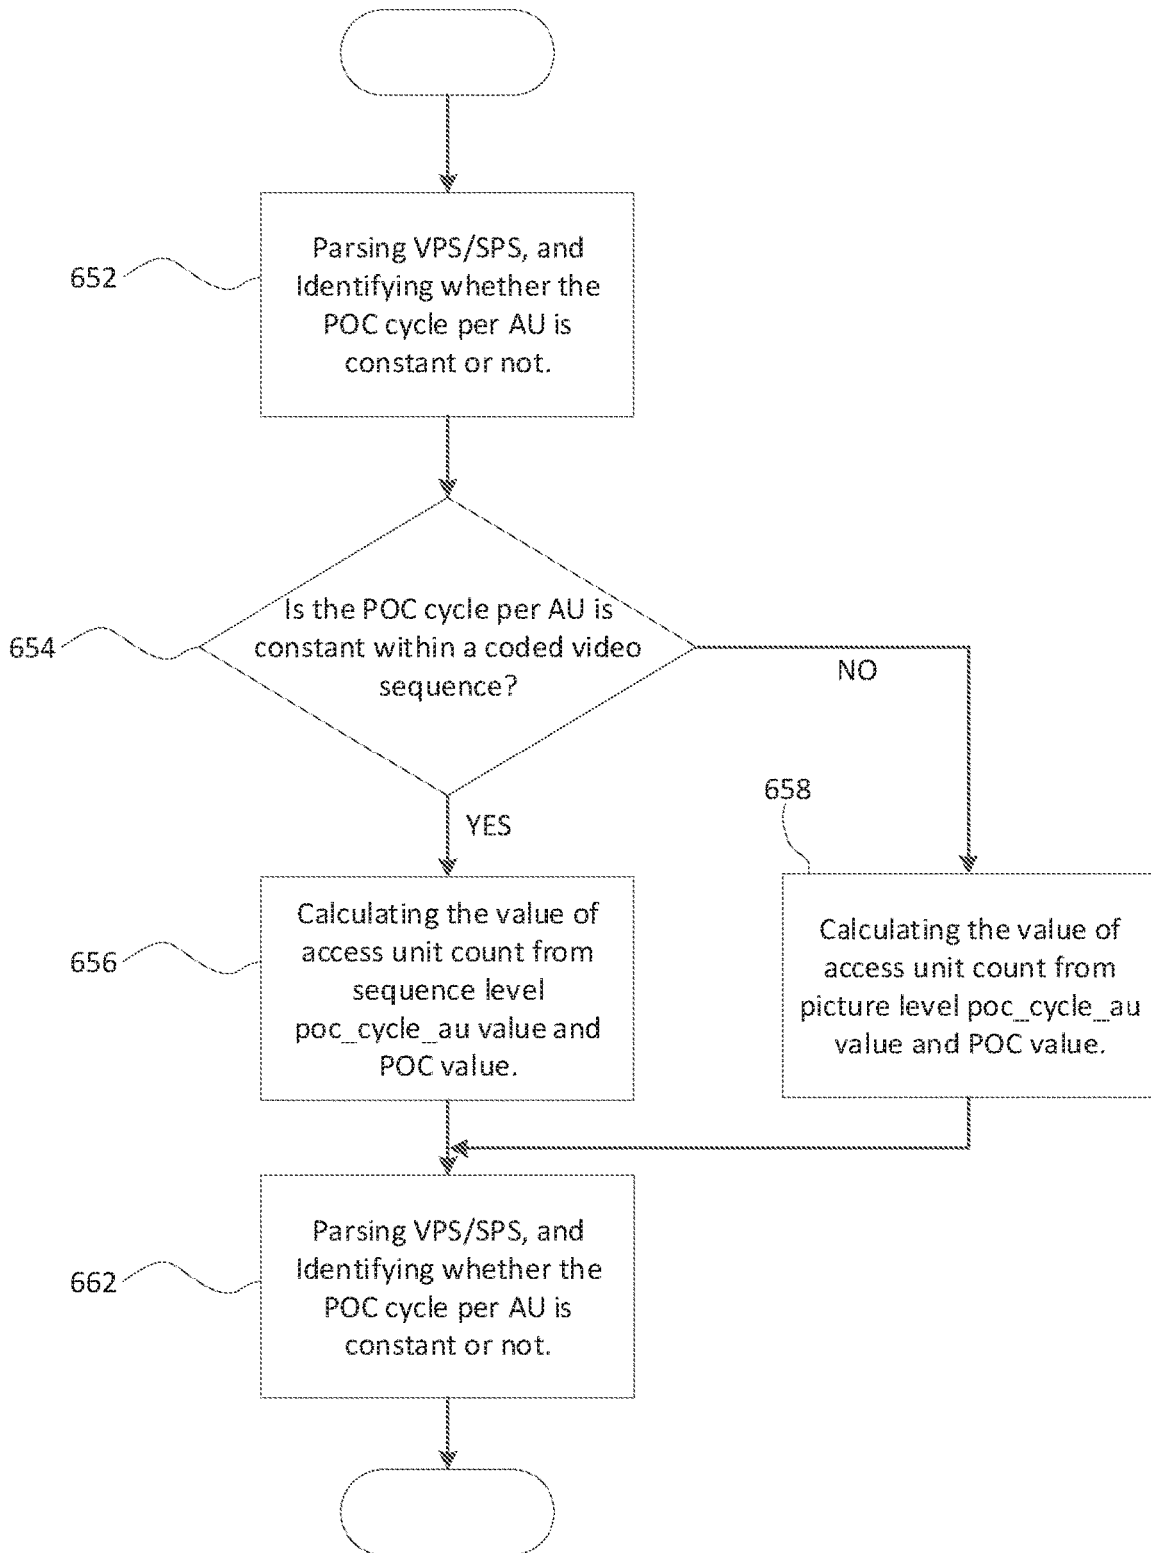 652
Parsing VPS/SPS, and
Identifying whether the
POC cycle per AU is
constant or not.
654
Is the POC cycle per AU is
constant within a coded video
sequence?
NO
YES
656
Calculating the value of
access unit count from
sequence level
poc_cycle_au value and
POC value.
658
Calculating the value of
access unit count from
picture level poc_cycle_au
value and POC value.
662
Parsing VPS/SPS, and
Identifying whether the
POC cycle per AU is
constant or not.